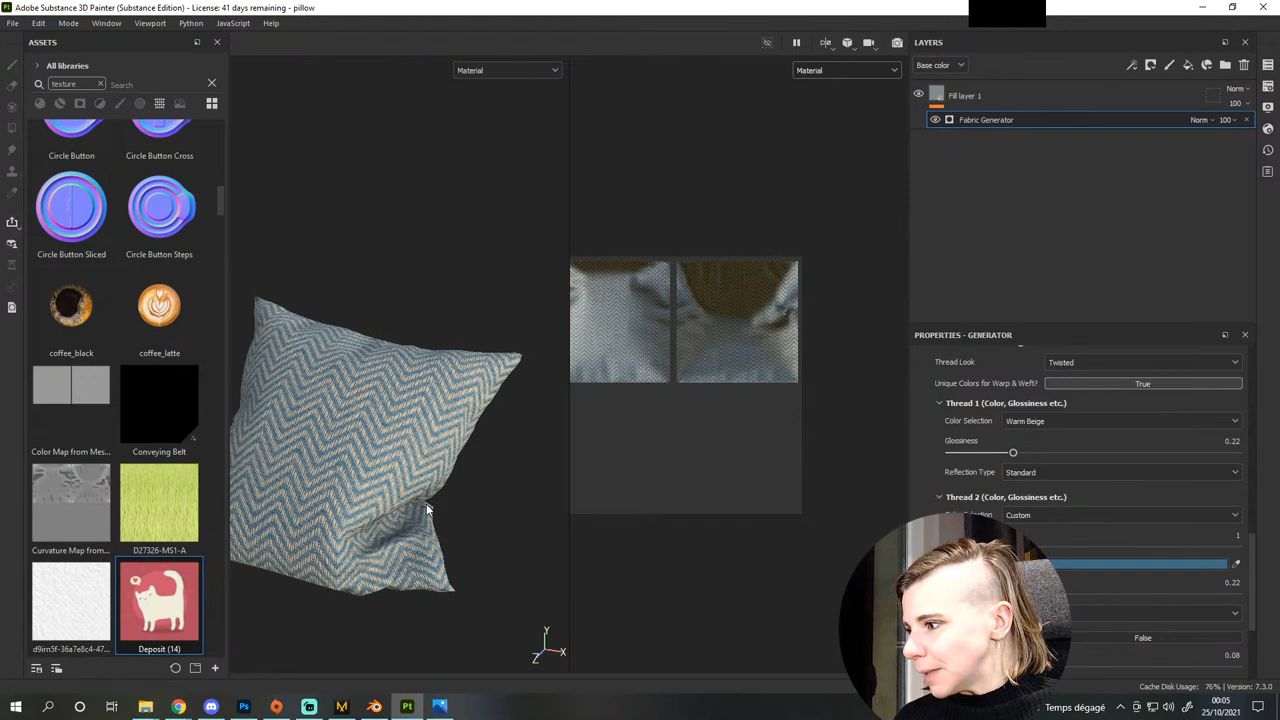 Adobe Substance 3D Painter (Substance Edition) - License: 41 days remaining - pillow
File Edit Mode Window Viewport Python JavaScript Help
ASSETS
All libraries
texture
Search
Circle Button
Circle Button Cross
Circle Button Sliced
Circle Button Steps
coffee_black
coffee_latte
Color Map from Mes...
Conveying Belt
Curvature Map from...
D27326-MS1-A
d9irn5f-36a7e8c4-47...
Deposit (14)
Material
Material
Y
Z
X
LAYERS
Base color
Fill layer 1
Norm
100
Fabric Generator
Norm
100
PROPERTIES - GENERATOR
Thread Look
Twisted
Unique Colors for Warp & Weft?
True
Thread 1 (Color, Glossiness etc.)
Color Selection
Warm Beige
Glossiness
0.22
Reflection Type
Standard
Thread 2 (Color, Glossiness etc.)
Custom
1
0.22
False
0.08
Cache Disk Usage: 76% | Version: 7.3.0
Temps dégagé
00:05
25/10/2021